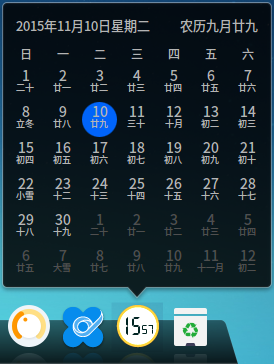 2015年11月10日星期二 农历九月廿九
日 一 二 三 四 五 六
1 2 3 4 5 6 7
二十 廿一 廿二 廿三 廿四 廿五 廿六
8 9 10 11 12 13 14
立冬 廿八 廿九 三十 十月 初二 初三
15 16 17 18 19 20 21
初四 初五 初六 初七 初八 初九 初十
22 23 24 25 26 27 28
小雪 十二 十三 十四 十五 十六 十七
29 30 1 2 3 4 5
十八 十九 二十 廿一 廿二 廿三 廿四
6 7 8 9 10 11 12
廿五 大雪 廿七 廿八 廿九 十一月 初二
15 57